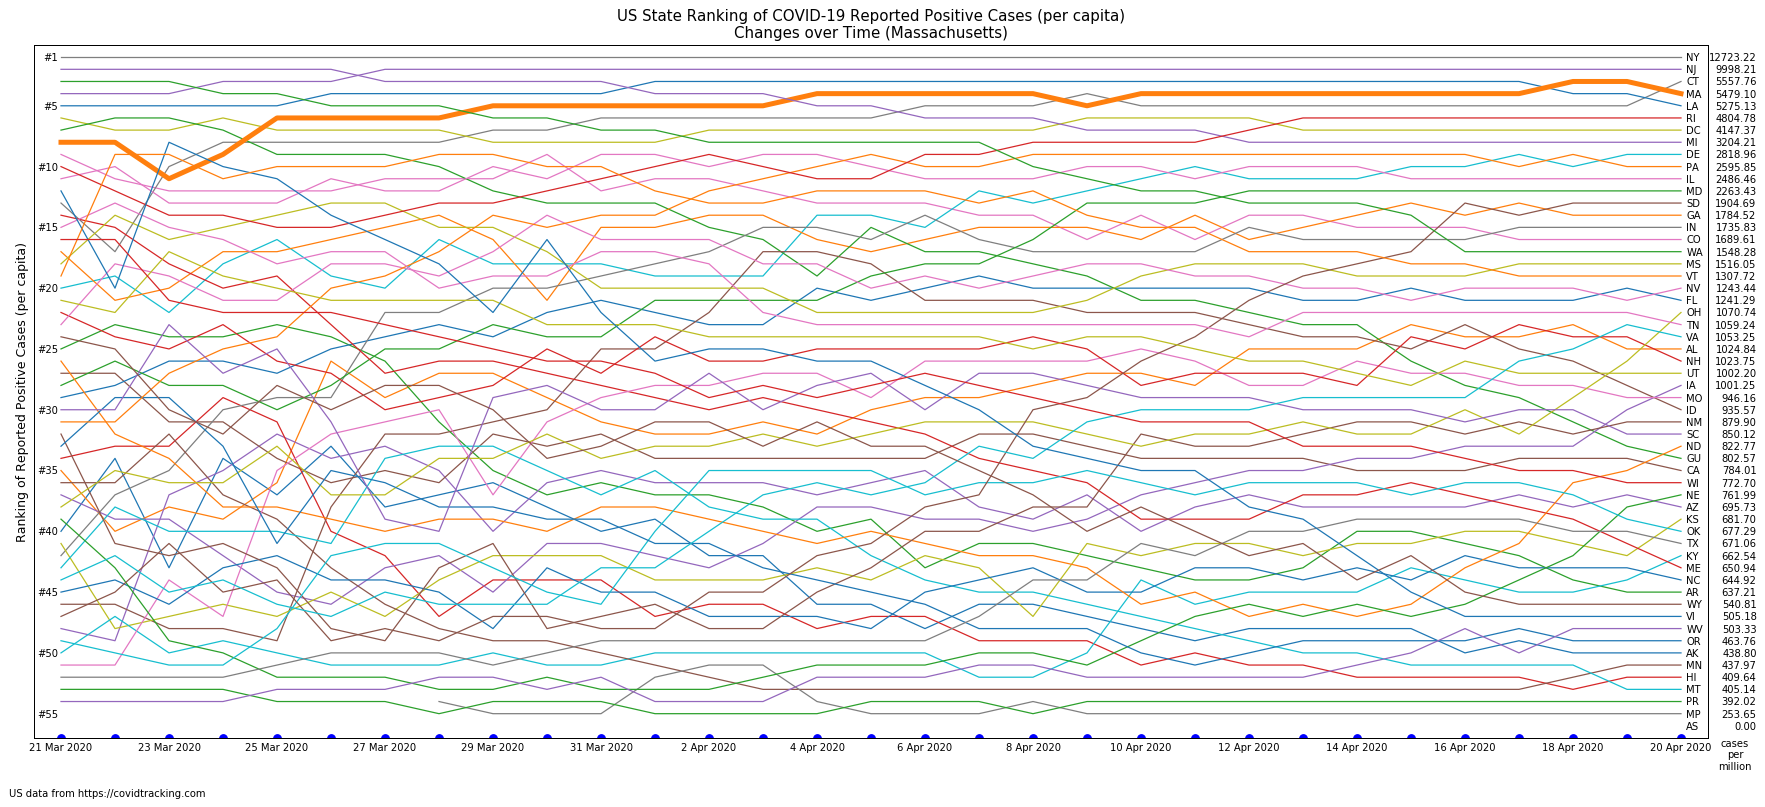 US State Ranking of COVID-19 Reported Positive Cases (per capita)
Changes over Time (Massachusetts)
Ranking of Reported Positive Cases (per capita)
#1
#5
#10
#15
#20
#25
#30
#35
#40
#45
#50
#55
NY 12723.22
NJ 9998.21
CT 5557.76
MA 5479.10
LA 5275.13
RI 4804.78
DC 4147.37
MI 3204.21
DE 2818.96
PA 2595.85
IL 2486.46
MD 2263.43
SD 1904.69
GA 1784.52
IN 1735.83
CO 1689.61
WA 1548.28
MS 1516.05
VT 1307.72
NV 1243.44
FL 1241.29
OH 1070.74
TN 1059.24
VA 1053.25
AL 1024.84
NH 1023.75
UT 1002.20
IA 1001.25
MO 946.16
ID 935.57
NM 879.90
SC 850.12
ND 822.77
GU 802.57
CA 784.01
WI 772.70
NE 761.99
AZ 695.73
KS 681.70
OK 677.29
TX 671.06
KY 662.54
ME 650.94
NC 644.92
AR 637.21
WY 540.81
VI 505.18
WV 503.33
OR 463.76
AK 438.80
MN 437.97
HI 409.64
MT 405.14
PR 392.02
MP 253.65
AS 0.00
21 Mar 2020 23 Mar 2020 25 Mar 2020 27 Mar 2020 29 Mar 2020 31 Mar 2020 2 Apr 2020 4 Apr 2020 6 Apr 2020 8 Apr 2020 10 Apr 2020 12 Apr 2020 14 Apr 2020 16 Apr 2020 18 Apr 2020 20 Apr 2020
cases
per
million
US data from https://covidtracking.com